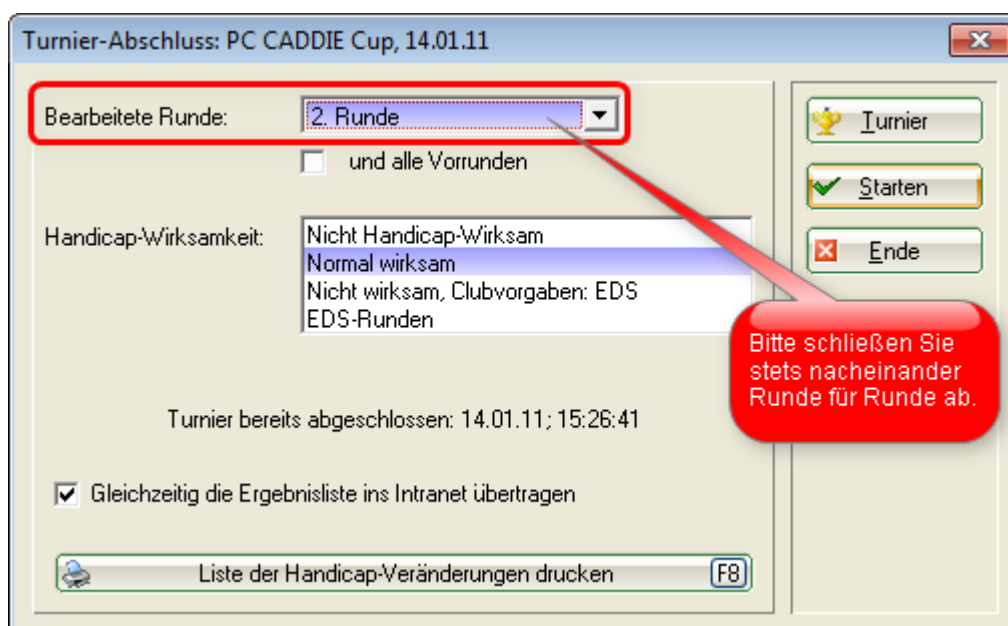 Turnier-Abschluss: PC CADDIE Cup, 14.01.11
Bearbeitete Runde:
2. Runde
und alle Vorrunden
Handicap-Wirksamkeit:
Nicht Handicap-Wirksam
Normal wirksam
Nicht wirksam, Clubvorgaben: EDS
EDS-Runden
Turnier bereits abgeschlossen: 14.01.11; 15:26:41
Gleichzeitig die Ergebnisliste ins Intranet übertragen
Liste der Handicap-Veränderungen drucken F8
Turnier
Starten
Ende
Bitte schließen Sie
stets nacheinander
Runde für Runde ab.